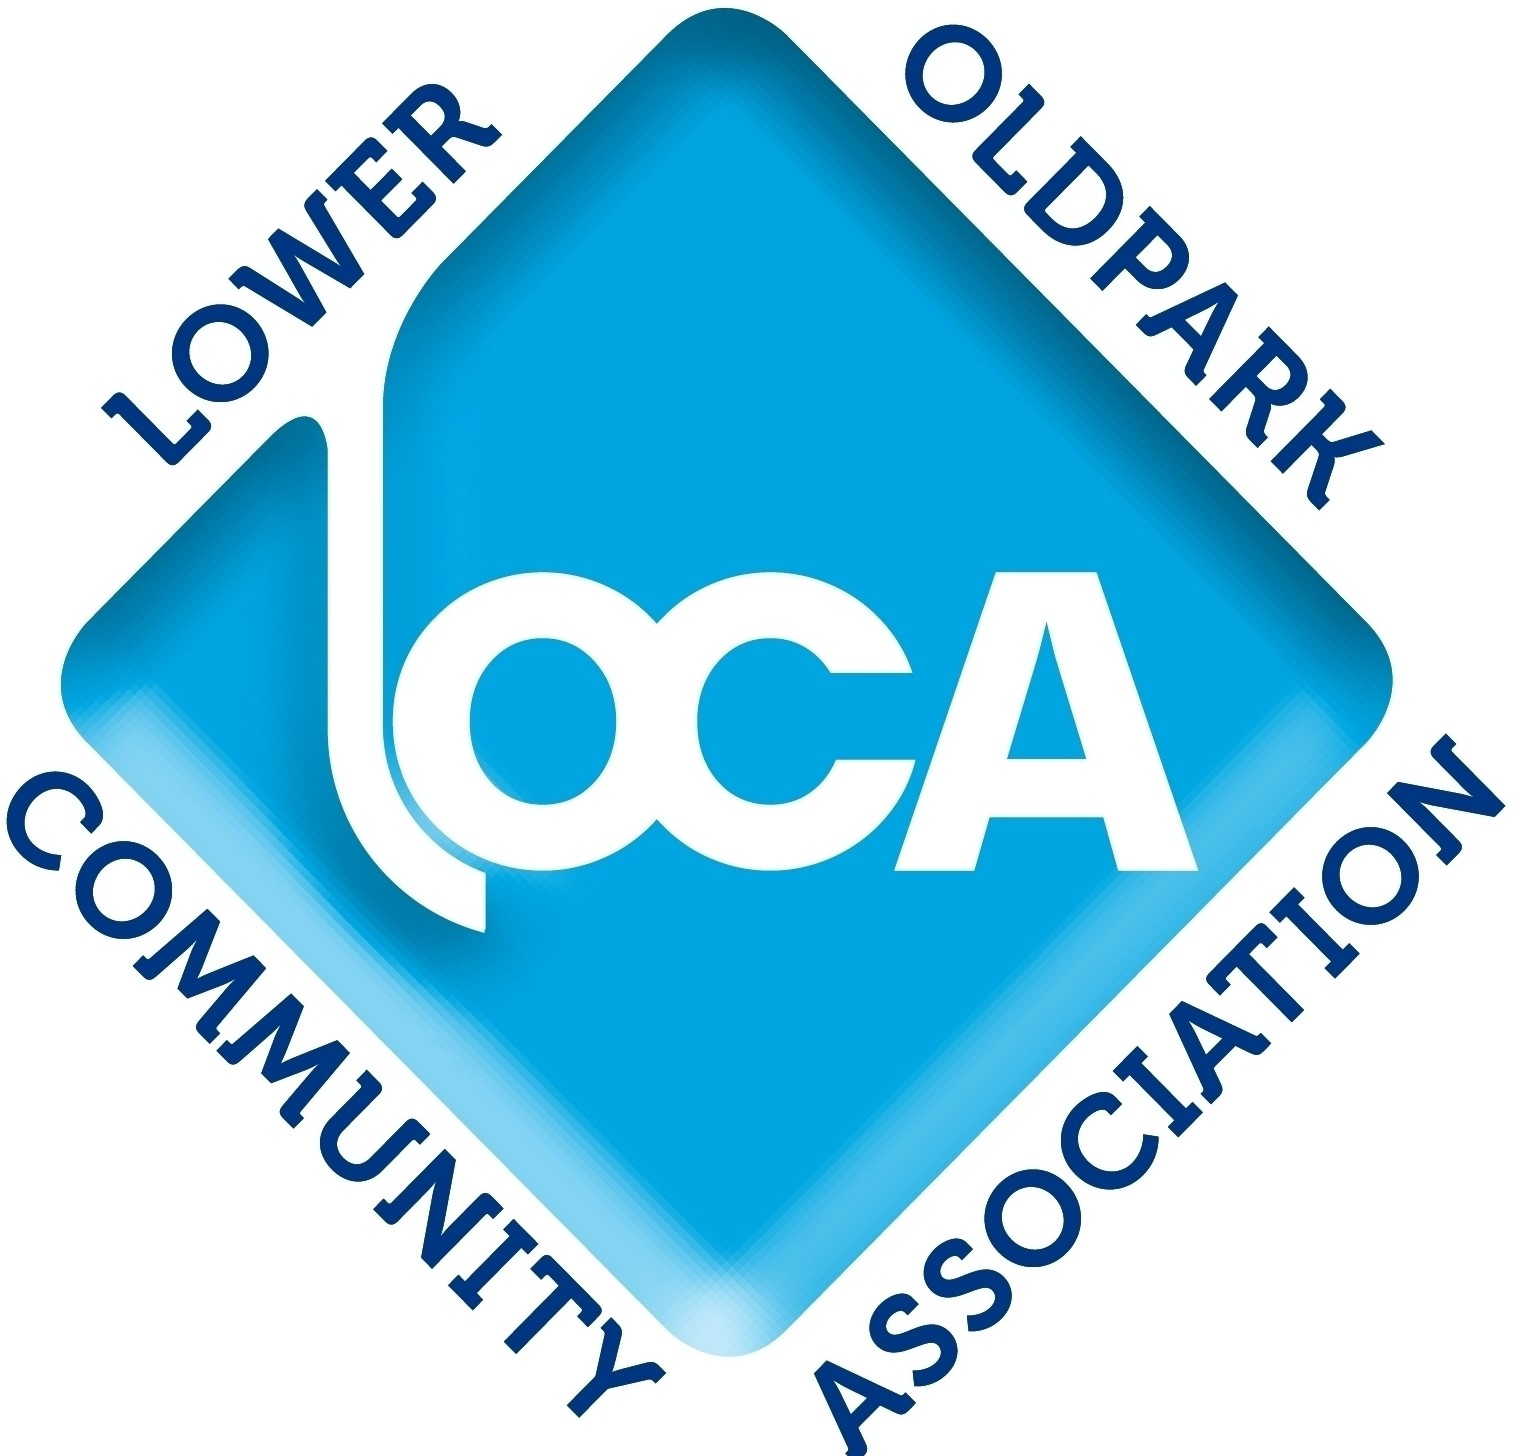 LOWER
OLDPARK
lOCA
COMMUNITY
ASSOCIATION